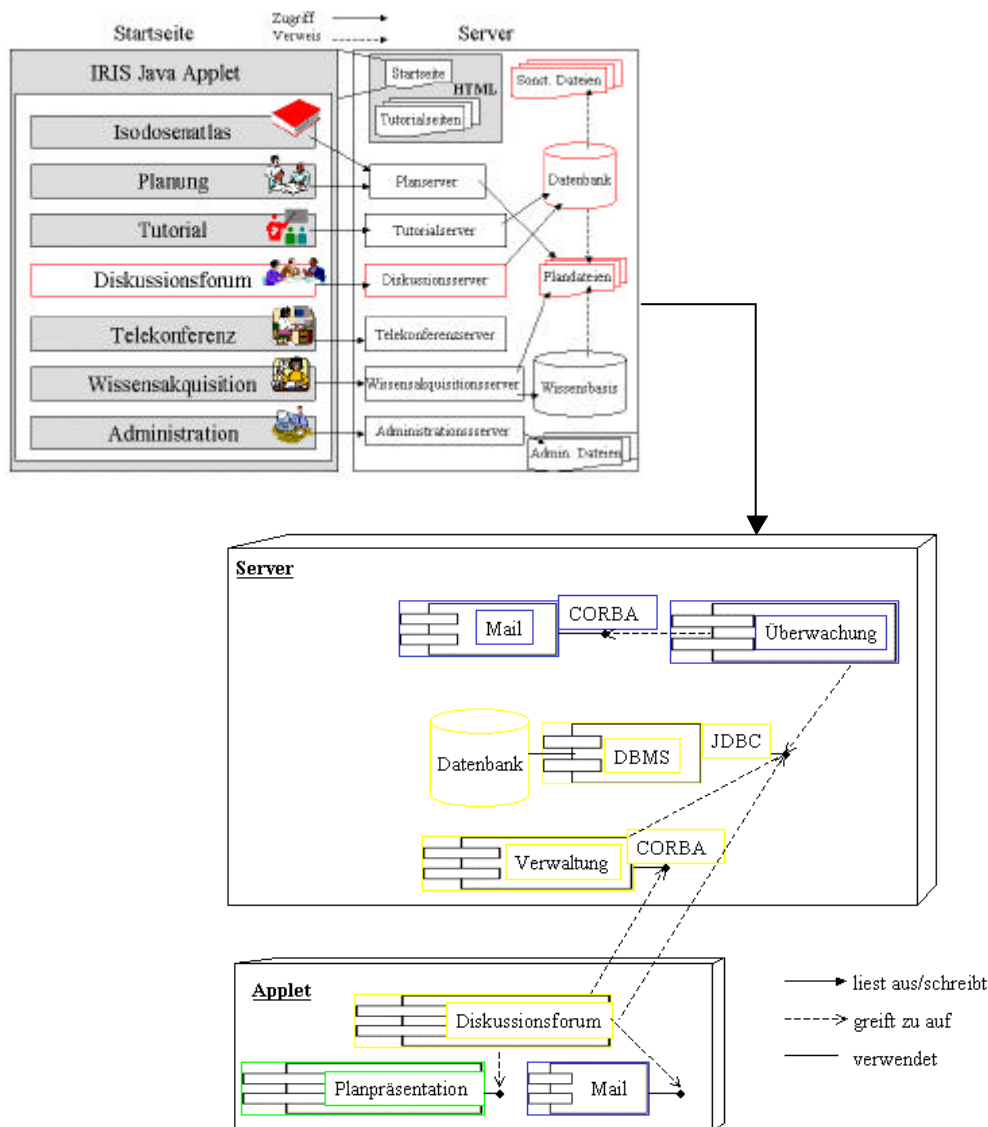 Zugriff
Verweis
Startseite
Server
IRIS Java Applet
Startseite
HTML
Tutorialseiten
Sonst. Dateien
Isodosenatlas
Planung
Planserver
Datenbank
Tutorial
Tutorialserver
Diskussionsforum
Diskussionsserver
Plandateien
Telekonferenz
Telekonferenzserver
Wissensakquisition
Wissensakquisitionsserver
Wissensbasis
Administration
Administrationsserver
Admin. Dateien
Server
Mail
CORBA
Überwachung
Datenbank
DBMS
JDBC
Verwaltung
CORBA
Applet
Diskussionsforum
Planpräsentation
Mail
liest aus/schreibt
greift zu auf
verwendet